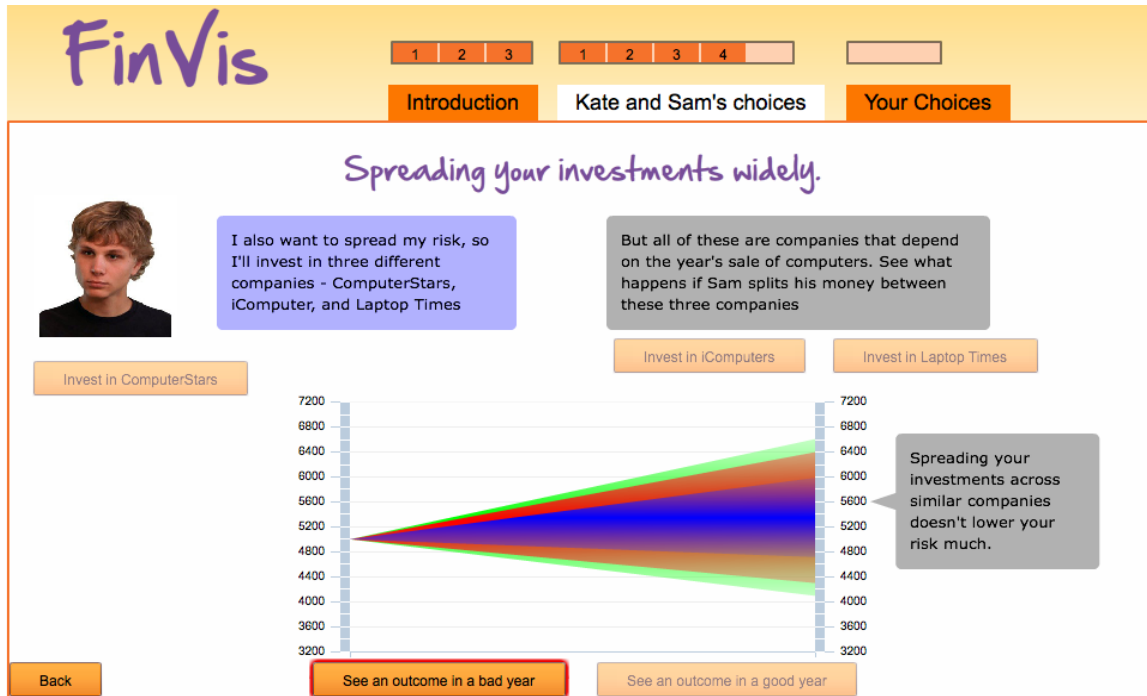 FinVis
1 2 3
1 2 3 4
Introduction
Kate and Sam's choices
Your Choices
Spreading your investments widely.
I also want to spread my risk, so
I'll invest in three different
companies - ComputerStars,
iComputer, and Laptop Times
But all of these are companies that depend
on the year's sale of computers. See what
happens if Sam splits his money between
these three companies
Invest in ComputerStars
Invest in iComputers
Invest in Laptop Times
7200 7200
6800 6800
6400 6400
6000 6000
5600 5600
5200 5200
4800 4800
4400 4400
4000 4000
3600 3600
3200 3200
Spreading your
investments across
similar companies
doesn't lower your
risk much.
Back
See an outcome in a bad year
See an outcome in a good year